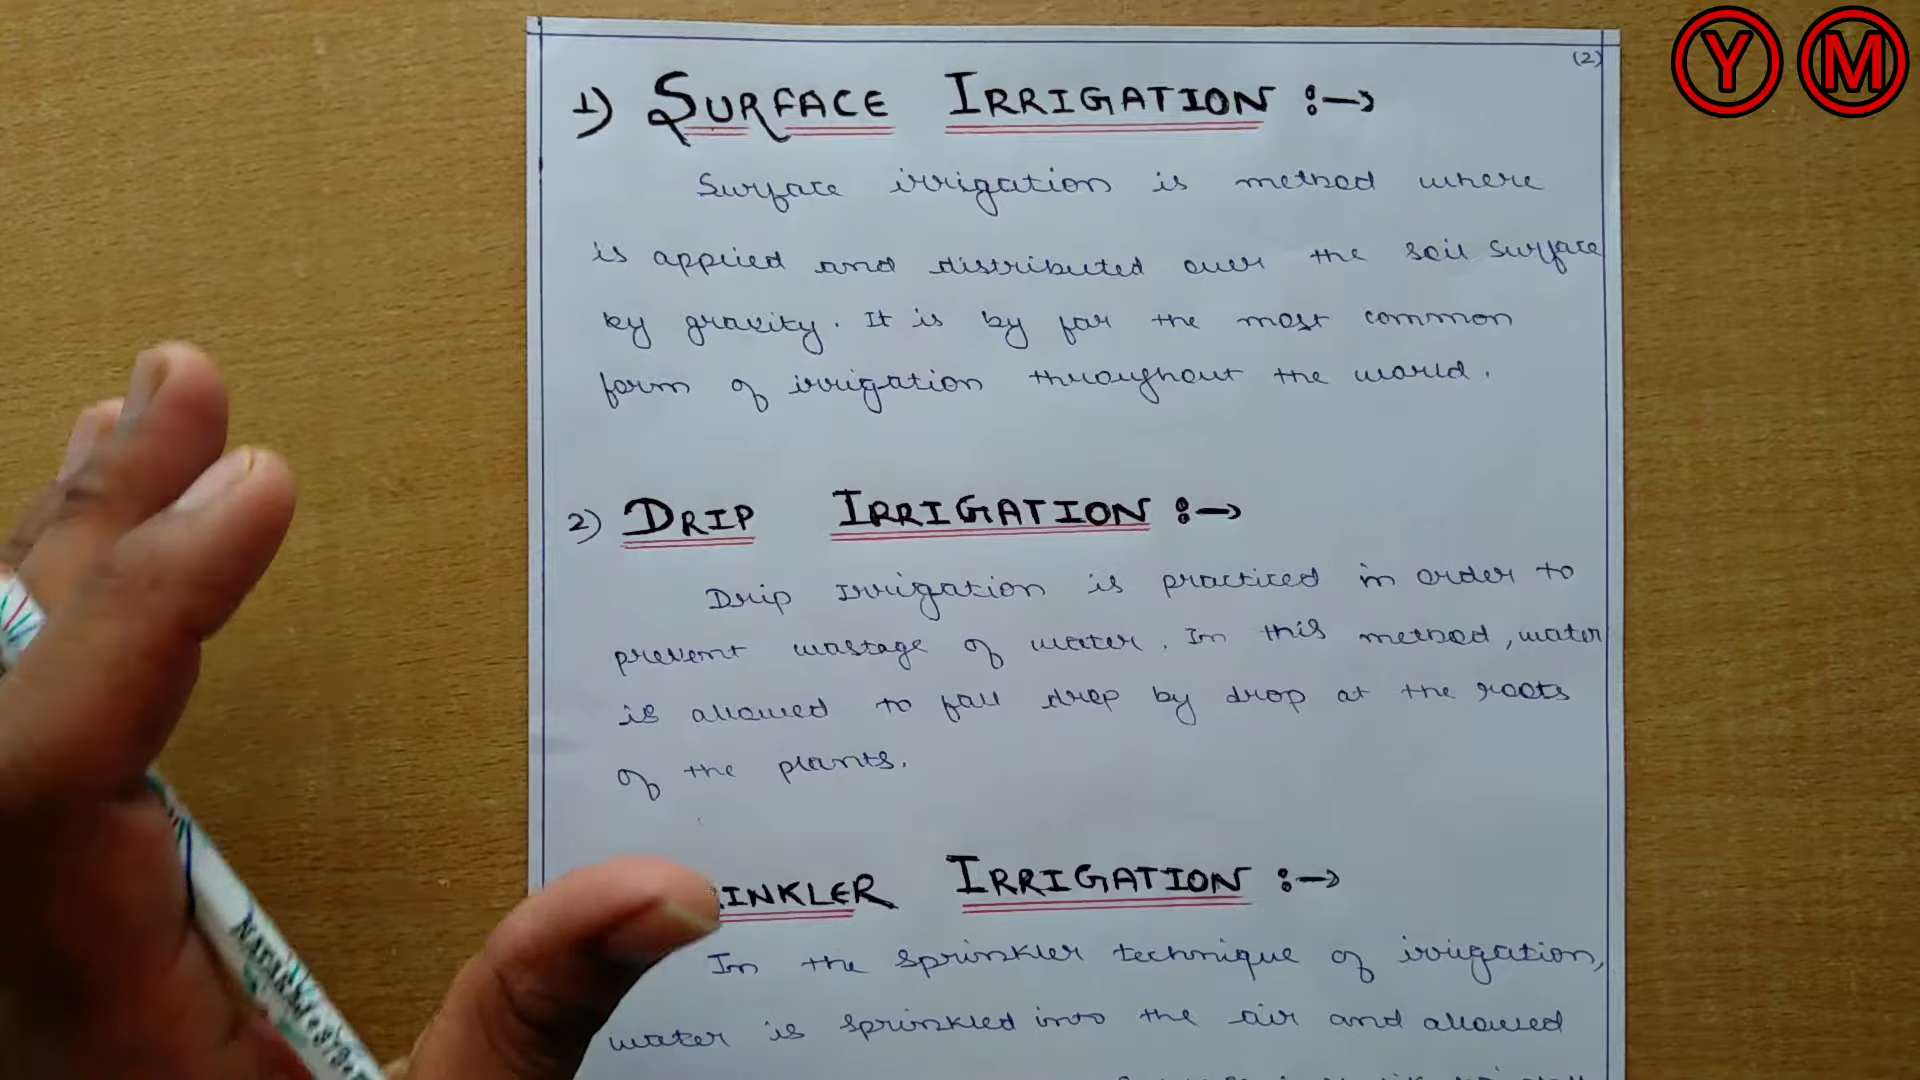 Y M
(2)
1) SURFACE IRRIGATION :->
Surface irrigation is method where
is applied and distributed over the soil surface
by gravity. It is by far the most common
form of irrigation throughout the world.
2) DRIP IRRIGATION :->
Drip Irrigation is practiced in order to
prevent wastage of water. In this method, water
is allowed to fall drop by drop at the roots
of the plants.
RINKLER IRRIGATION :->
In the sprinkler technique of irrigation,
water is sprinkled into the air and allowed